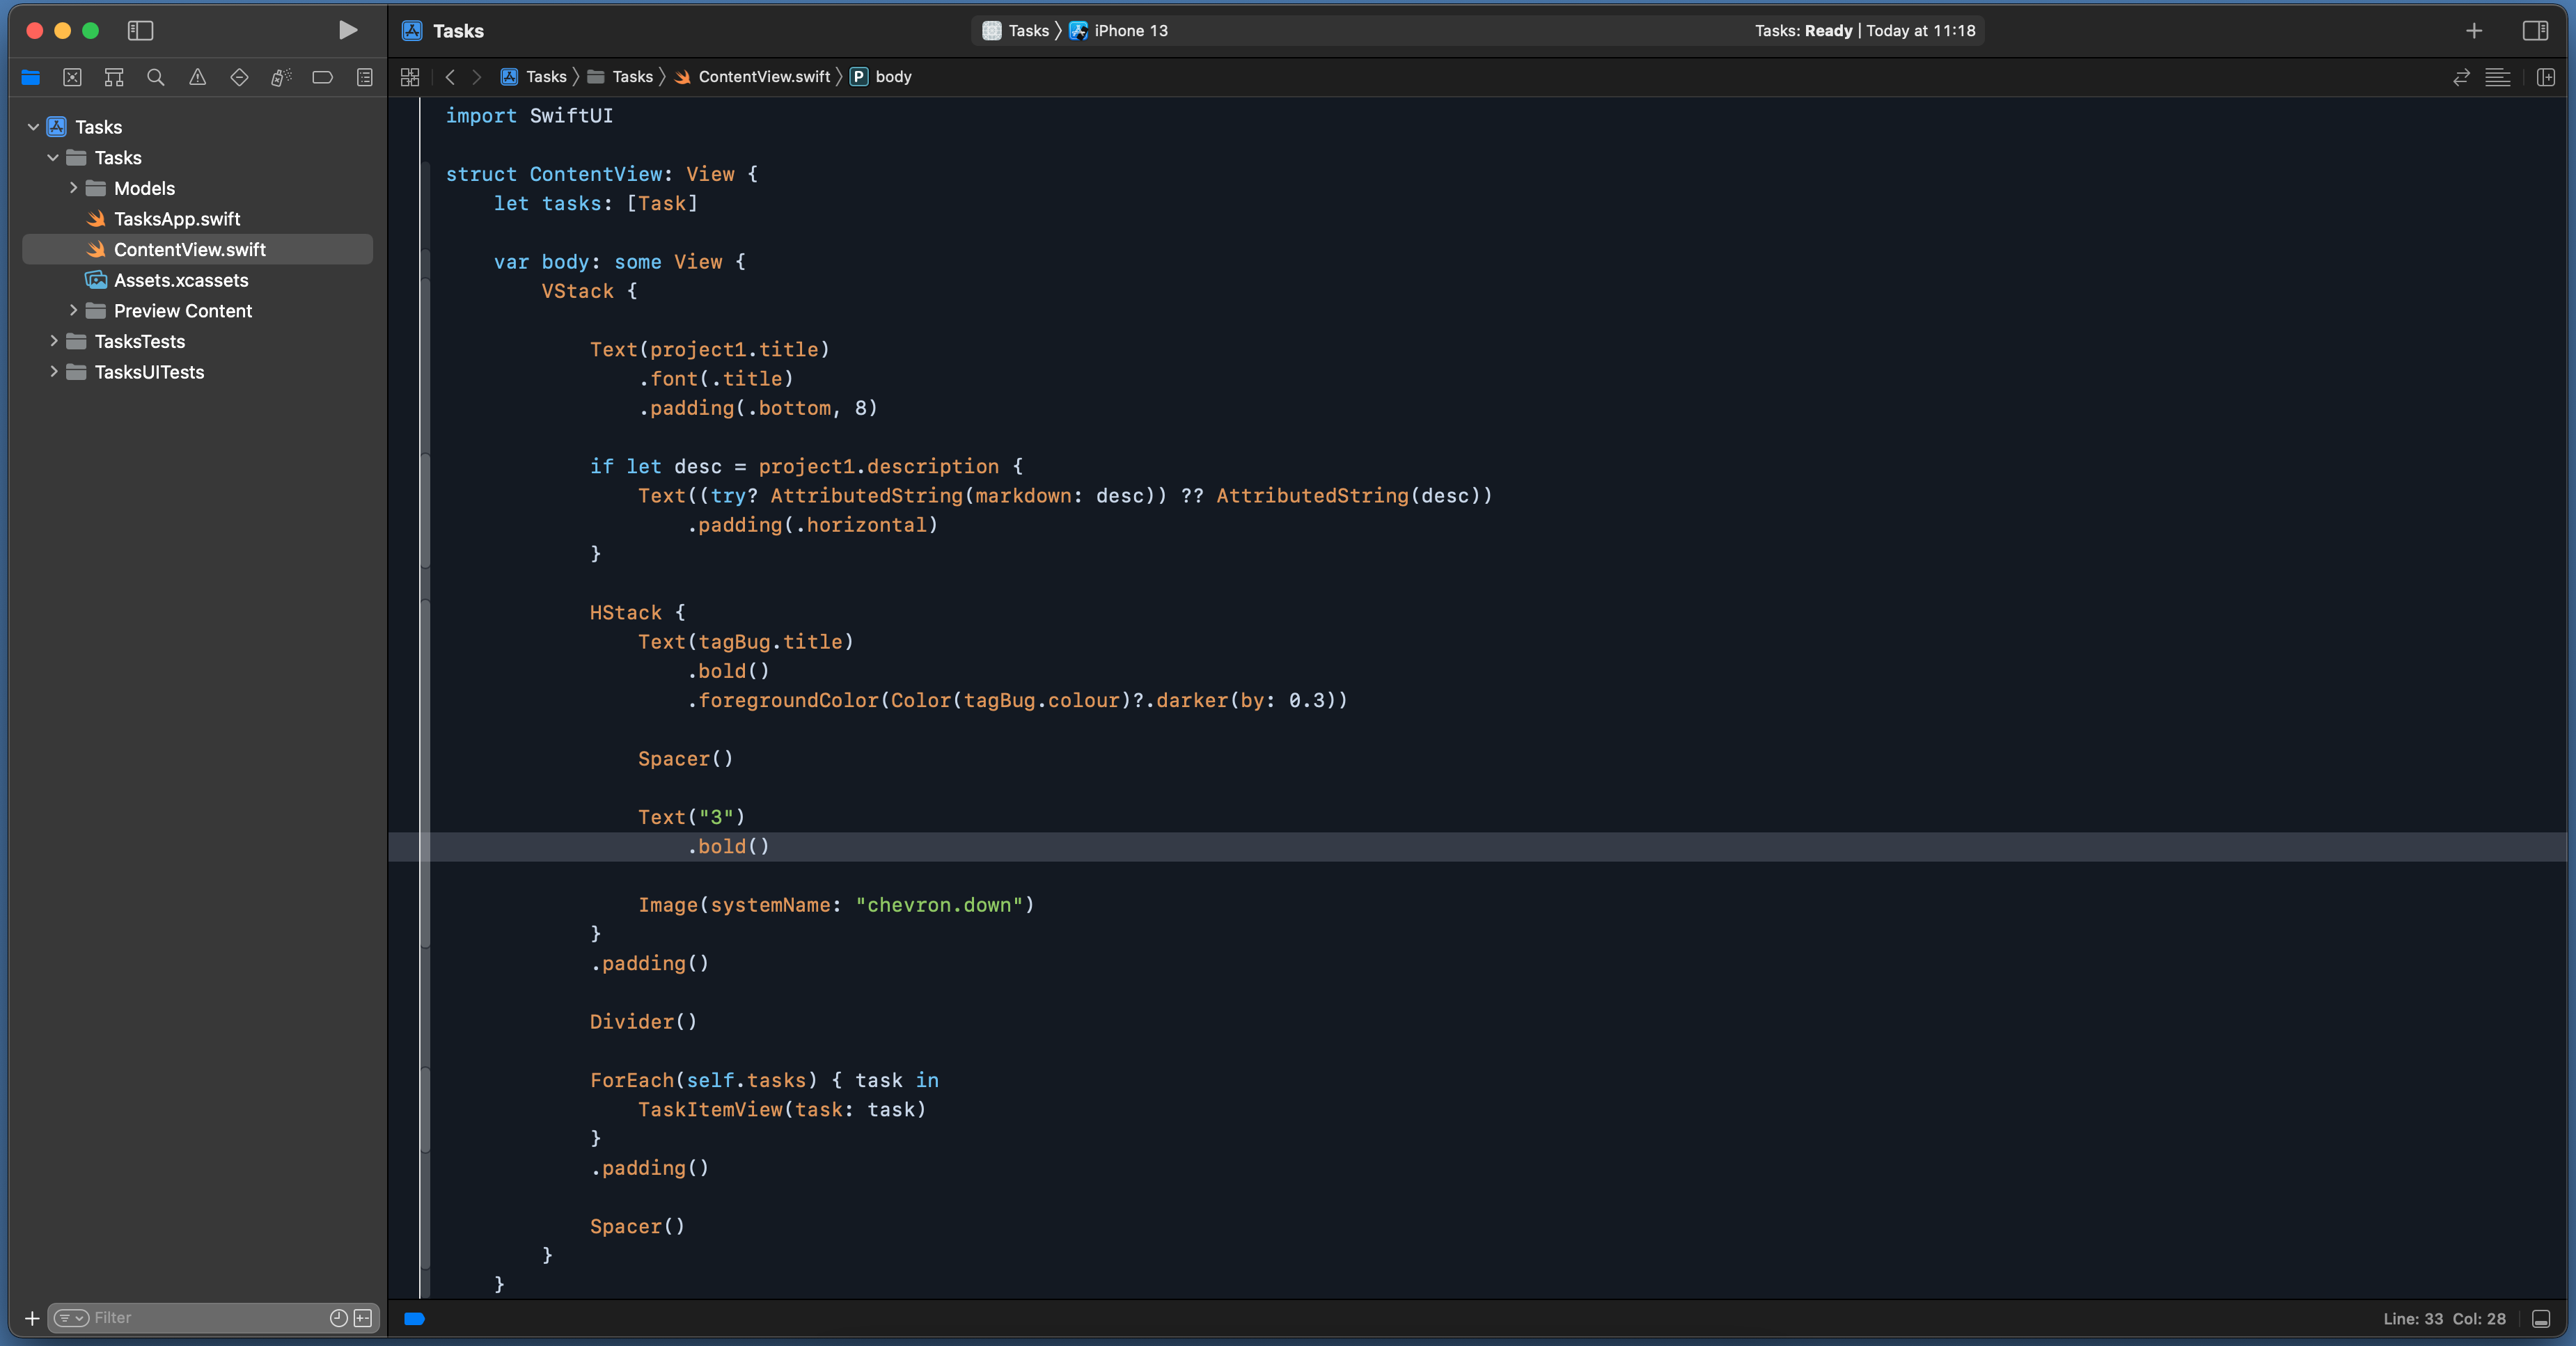 Tasks
Tasks
iPhone 13
Tasks: Ready | Today at 11:18
Tasks
Tasks
ContentView.swift
P
body
Tasks
Tasks
Models
TasksApp.swift
ContentView.swift
Assets.xcassets
Preview Content
TasksTests
TasksUITests
import SwiftUI
struct ContentView: View {
    let tasks: [Task]
    var body: some View {
        VStack {
            Text(project1.title)
                .font(.title)
                .padding(.bottom, 8)
            if let desc = project1.description {
                Text((try? AttributedString(markdown: desc)) ?? AttributedString(desc))
                    .padding(.horizontal)
            }
            HStack {
                Text(tagBug.title)
                    .bold()
                    .foregroundColor(Color(tagBug.colour)?.darker(by: 0.3))
                Spacer()
                Text("3")
                    .bold()
                Image(systemName: "chevron.down")
            }
            .padding()
            Divider()
            ForEach(self.tasks) { task in
                TaskItemView(task: task)
            }
            .padding()
            Spacer()
        }
    }
Filter
Line: 33 Col: 28